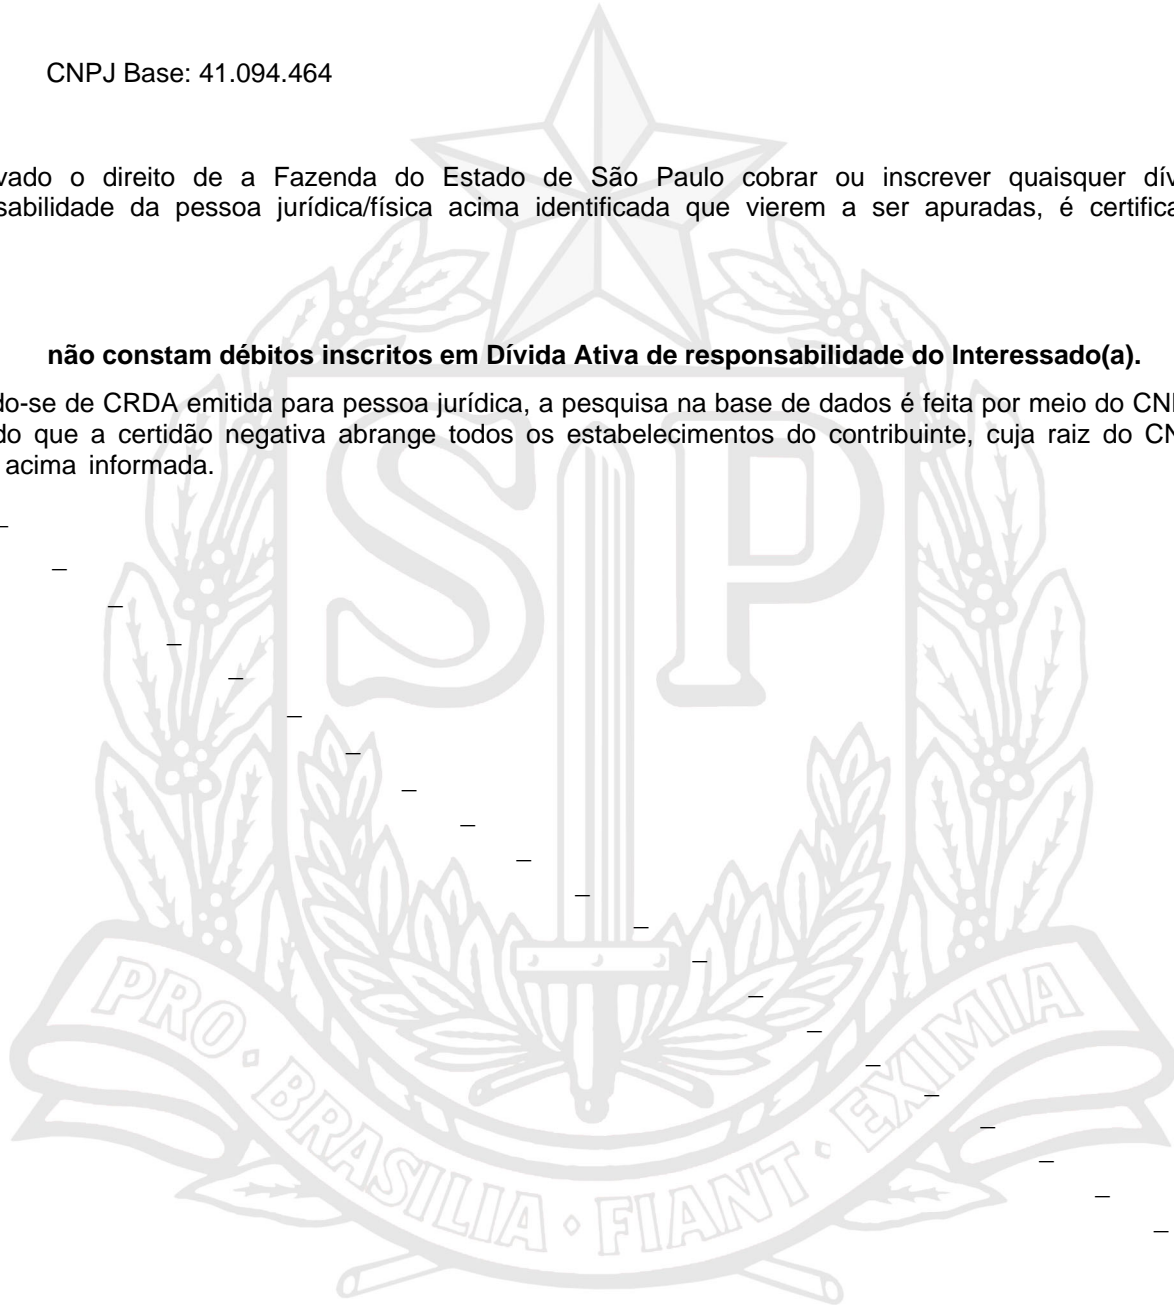 CNPJ Base: 41.094.464
vado o direito de a Fazenda do Estado de São Paulo cobrar ou inscrever quaisquer dív
sabilidade da pessoa jurídica/física acima identificada que vierem a ser apuradas, é certifica
não constam débitos inscritos em Dívida Ativa de responsabilidade do Interessado(a).
do-se de CRDA emitida para pessoa jurídica, a pesquisa na base de dados é feita por meio do CN
do que a certidão negativa abrange todos os estabelecimentos do contribuinte, cuja raiz do CN
acima informada.
SP
PRO · BRASILIA · FIANT · EXIMIA